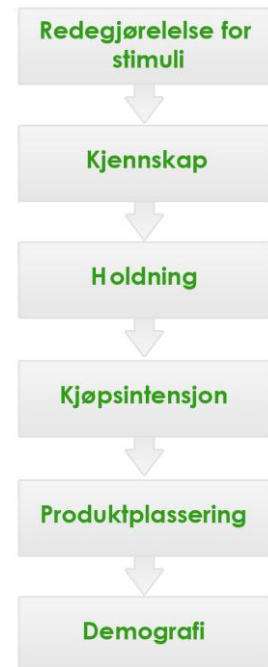 Redegjørelelse for
stimuli
Kjennskap
Holdning
Kjøpsintensjon
Produktplassering
Demografi